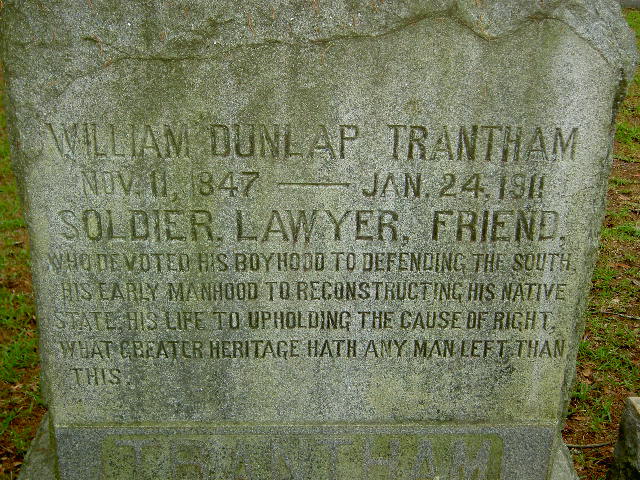 WILLIAM DUNLAP TRANTHAM
NOV. 11, 1847 — JAN. 24. 1911
SOLDIER, LAWYER, FRIEND,
WHO DEVOTED HIS BOYHOOD TO DEFENDING THE SOUTH,
HIS EARLY MANHOOD TO RECONSTRUCTING HIS NATIVE
STATE, HIS LIFE TO UPHOLDING THE CAUSE OF RIGHT.
WHAT GREATER HERITAGE HATH ANY MAN LEFT THAN
THIS.
TRANTHAM